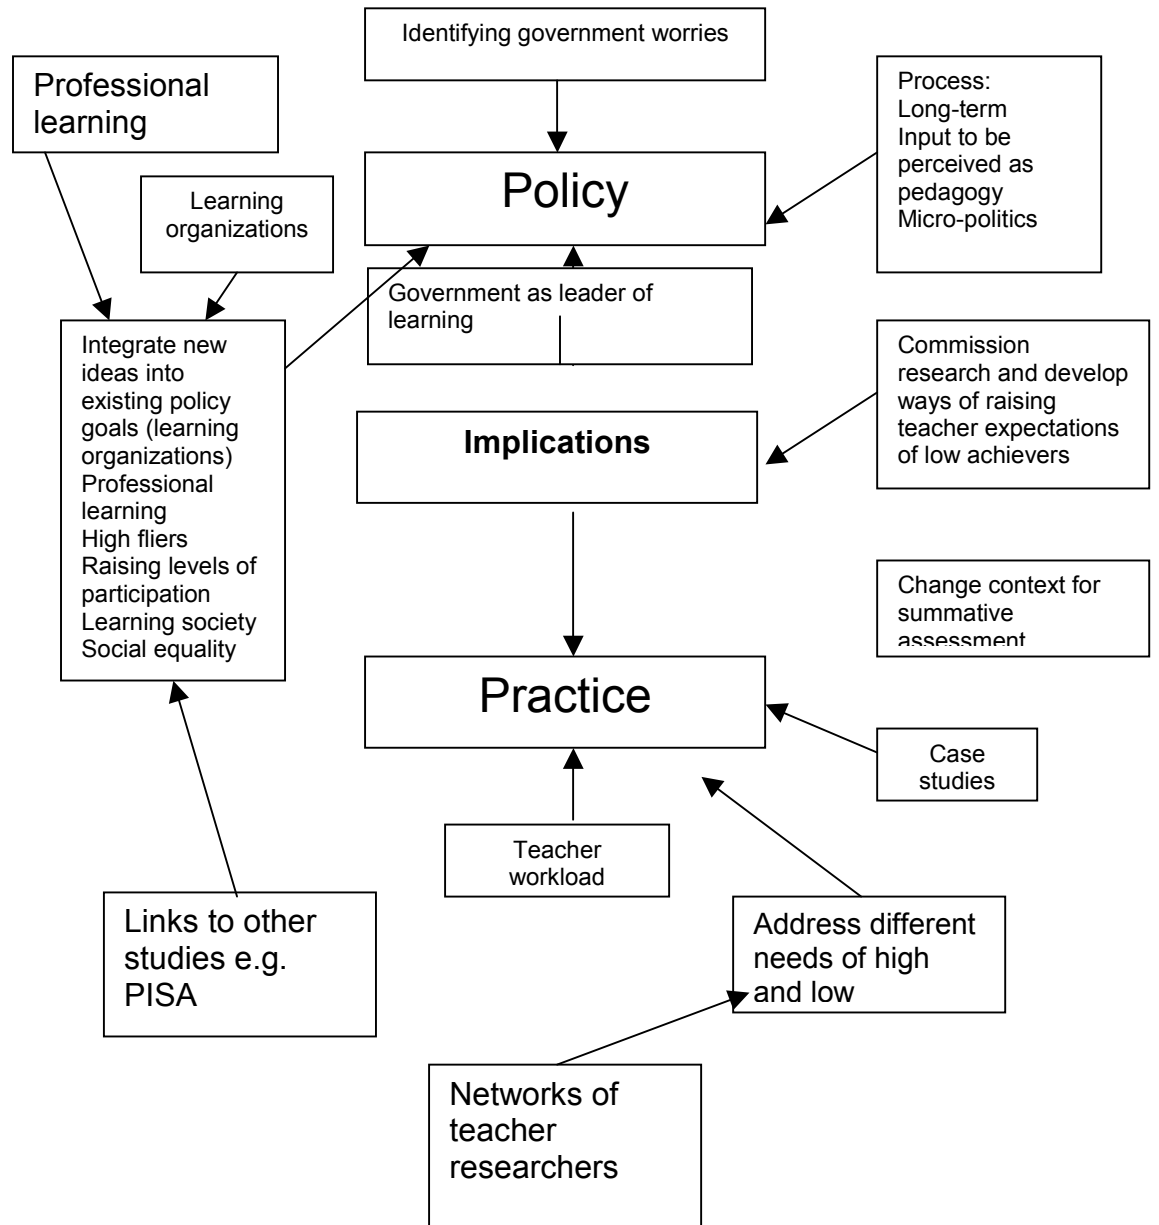 Identifying government worries
Professional
learning
Process:
Long-term
Input to be
perceived as
pedagogy
Micro-politics
Policy
Learning
organizations
Government as leader of
learning
Integrate new
ideas into
existing policy
goals (learning
organizations)
Professional
learning
High fliers
Raising levels of
participation
Learning society
Social equality
Commission
research and develop
ways of raising
teacher expectations
of low achievers
Implications
Change context for
summative
assessment
Practice
Case
studies
Teacher
workload
Links to other
studies e.g.
PISA
Address different
needs of high
and low
Networks of
teacher
researchers